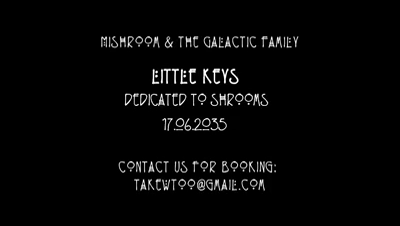 MISHROOM & THE GALACTIC FAMILY
LITTLE KEYS
DEDICATED TO SHROOMS
17.06.2035
CONTACT US FOR BOOKING:
TAKEWTOO@GMAIL.COM